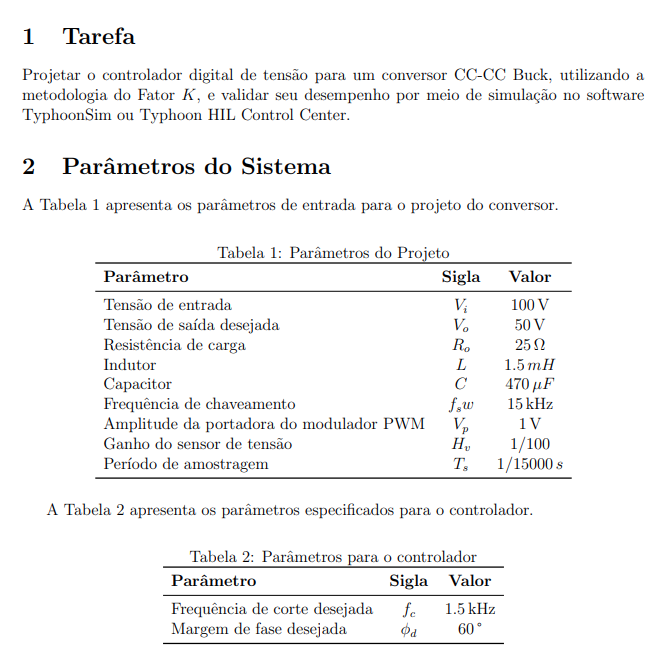 1 Tarefa
Projetar o controlador digital de tensão para um conversor CC-CC Buck, utilizando a
metodologia do Fator K, e validar seu desempenho por meio de simulação no software
TyphoonSim ou Typhoon HIL Control Center.
2 Parâmetros do Sistema
A Tabela 1 apresenta os parâmetros de entrada para o projeto do conversor.
Tabela 1: Parâmetros do Projeto
Parâmetro Sigla Valor
Tensão de entrada V_i 100 V
Tensão de saída desejada V_o 50 V
Resistência de carga R_o 25 Ω
Indutor L 1.5 mH
Capacitor C 470 μF
Frequência de chaveamento f_sw 15 kHz
Amplitude da portadora do modulador PWM V_p 1 V
Ganho do sensor de tensão H_v 1/100
Período de amostragem T_s 1/15000 s
A Tabela 2 apresenta os parâmetros especificados para o controlador.
Tabela 2: Parâmetros para o controlador
Parâmetro Sigla Valor
Frequência de corte desejada f_c 1.5 kHz
Margem de fase desejada ϕ_d 60 °